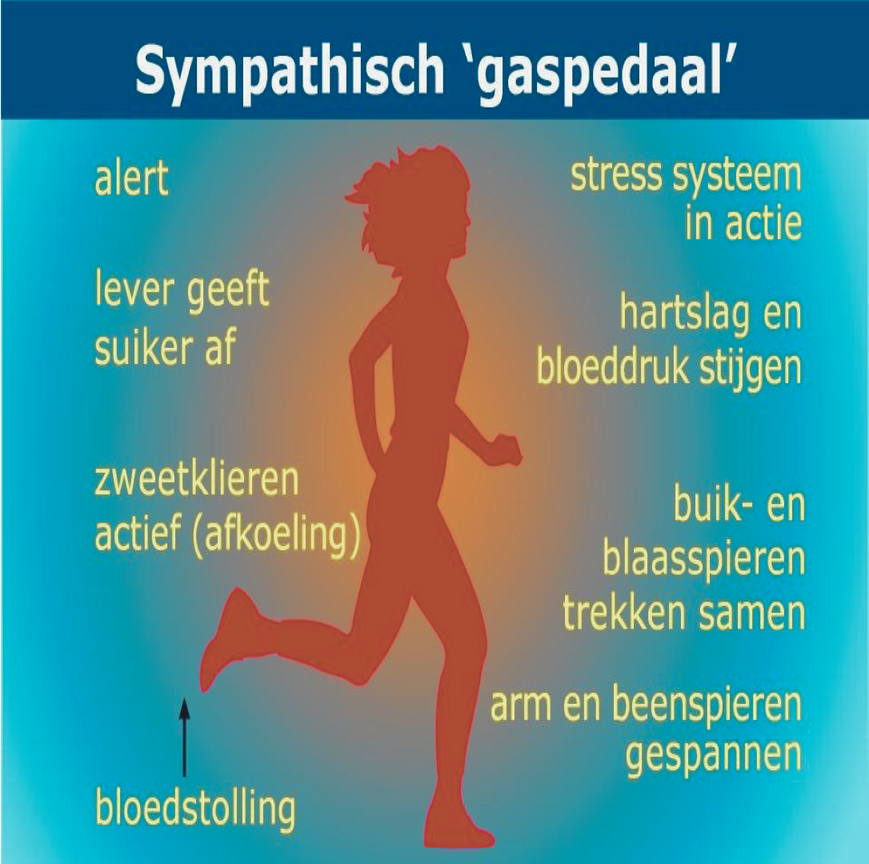 Sympathisch ‘gaspedaal’
alert
lever geeft
suiker af
zweetklieren
actief (afkoeling)
bloedstolling
stress systeem
in actie
hartslag en
bloeddruk stijgen
buik- en
blaasspieren
trekken samen
arm en beenspieren
gespannen